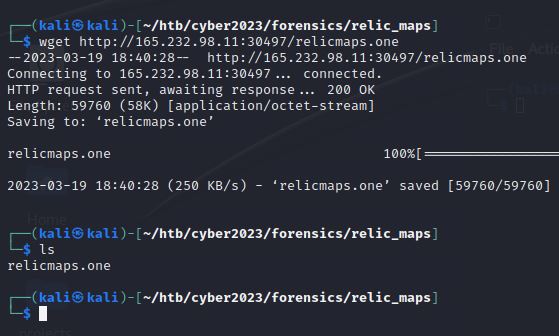 ┌──(kali㉿kali)-[~/htb/cyber2023/forensics/relic_maps]
└─$ wget http://165.232.98.11:30497/relicmaps.one
--2023-03-19 18:40:28--  http://165.232.98.11:30497/relicmaps.one
Connecting to 165.232.98.11:30497... connected.
HTTP request sent, awaiting response... 200 OK
Length: 59760 (58K) [application/octet-stream]
Saving to: ‘relicmaps.one’
relicmaps.one 100%[==================
2023-03-19 18:40:28 (250 KB/s) - ‘relicmaps.one’ saved [59760/59760]
┌──(kali㉿kali)-[~/htb/cyber2023/forensics/relic_maps]
└─$ ls
relicmaps.one
┌──(kali㉿kali)-[~/htb/cyber2023/forensics/relic_maps]
└─$
File Actio
Home
projects